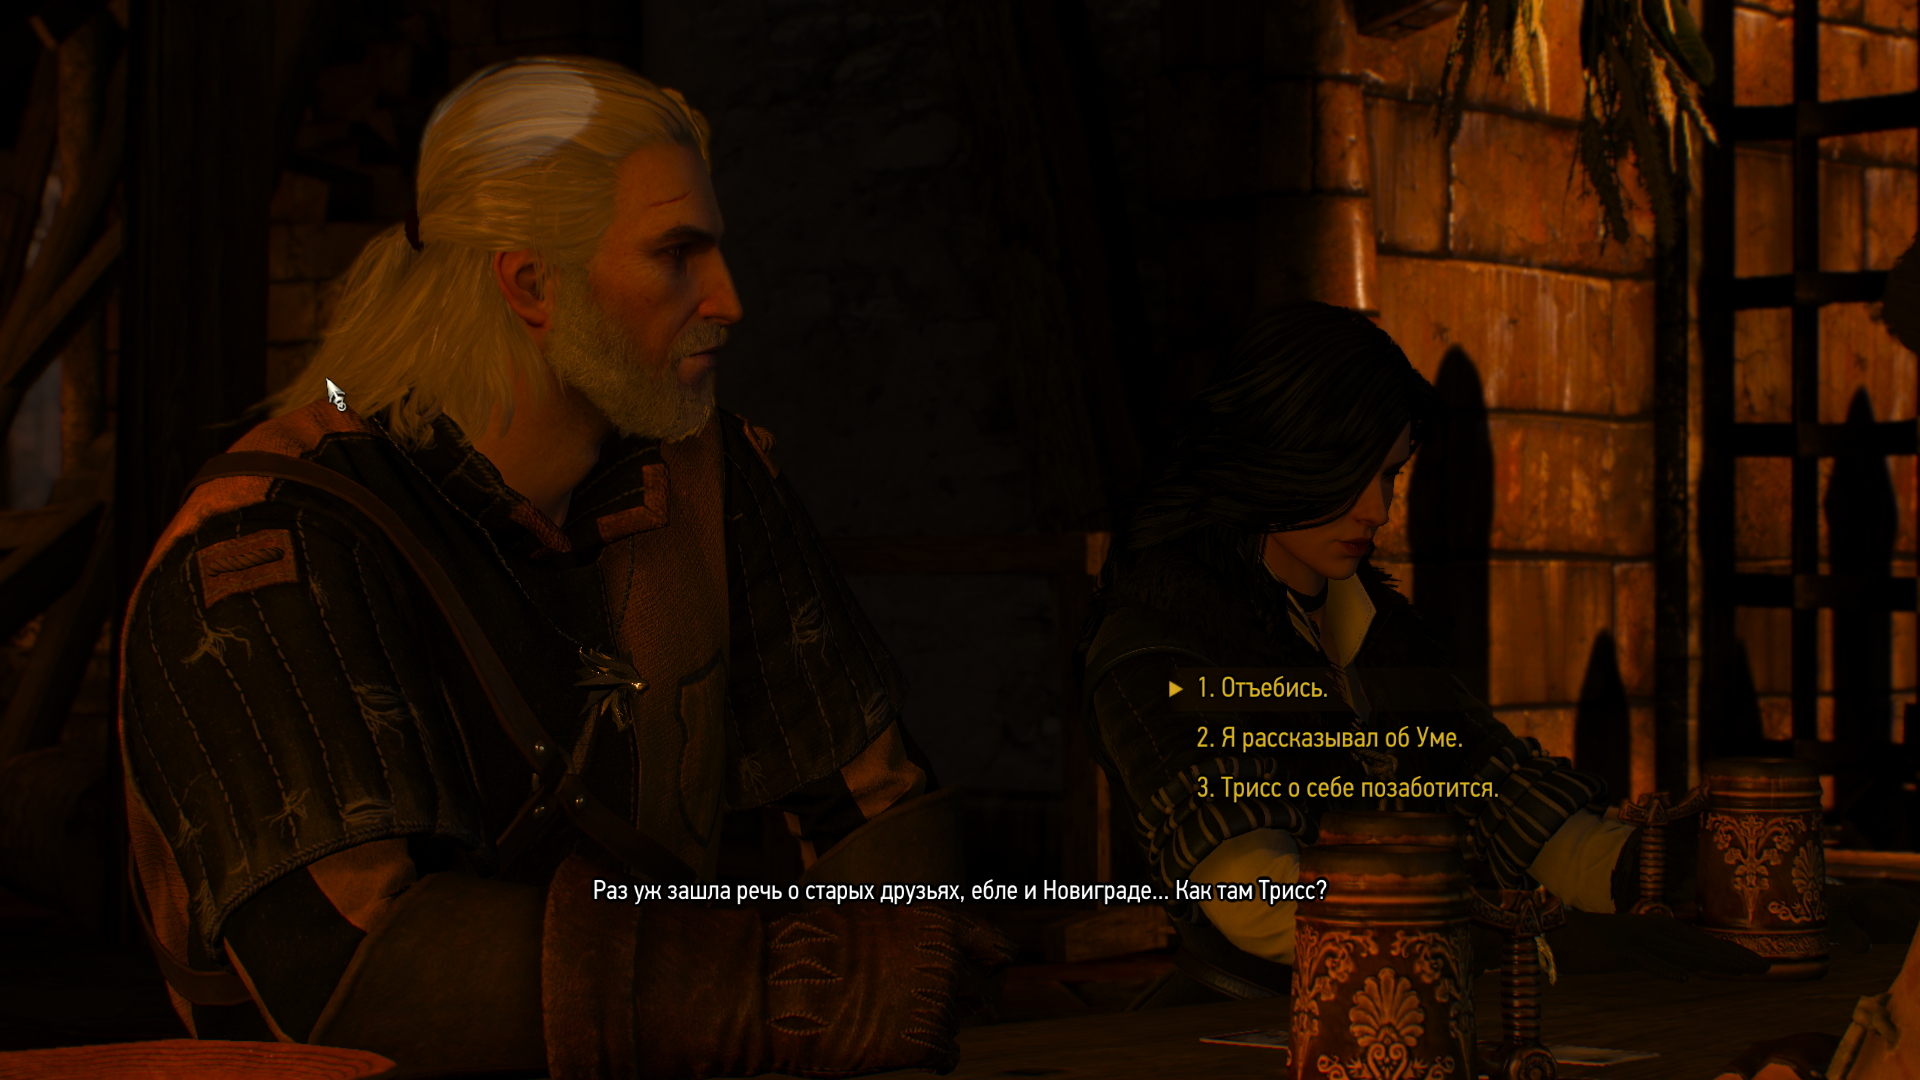 1. Отъебись.
2. Я рассказывал об Уме.
3. Трисс о себе позаботится.
Раз уж зашла речь о старых друзьях, ебле и Новиграде... Как там Трисс?